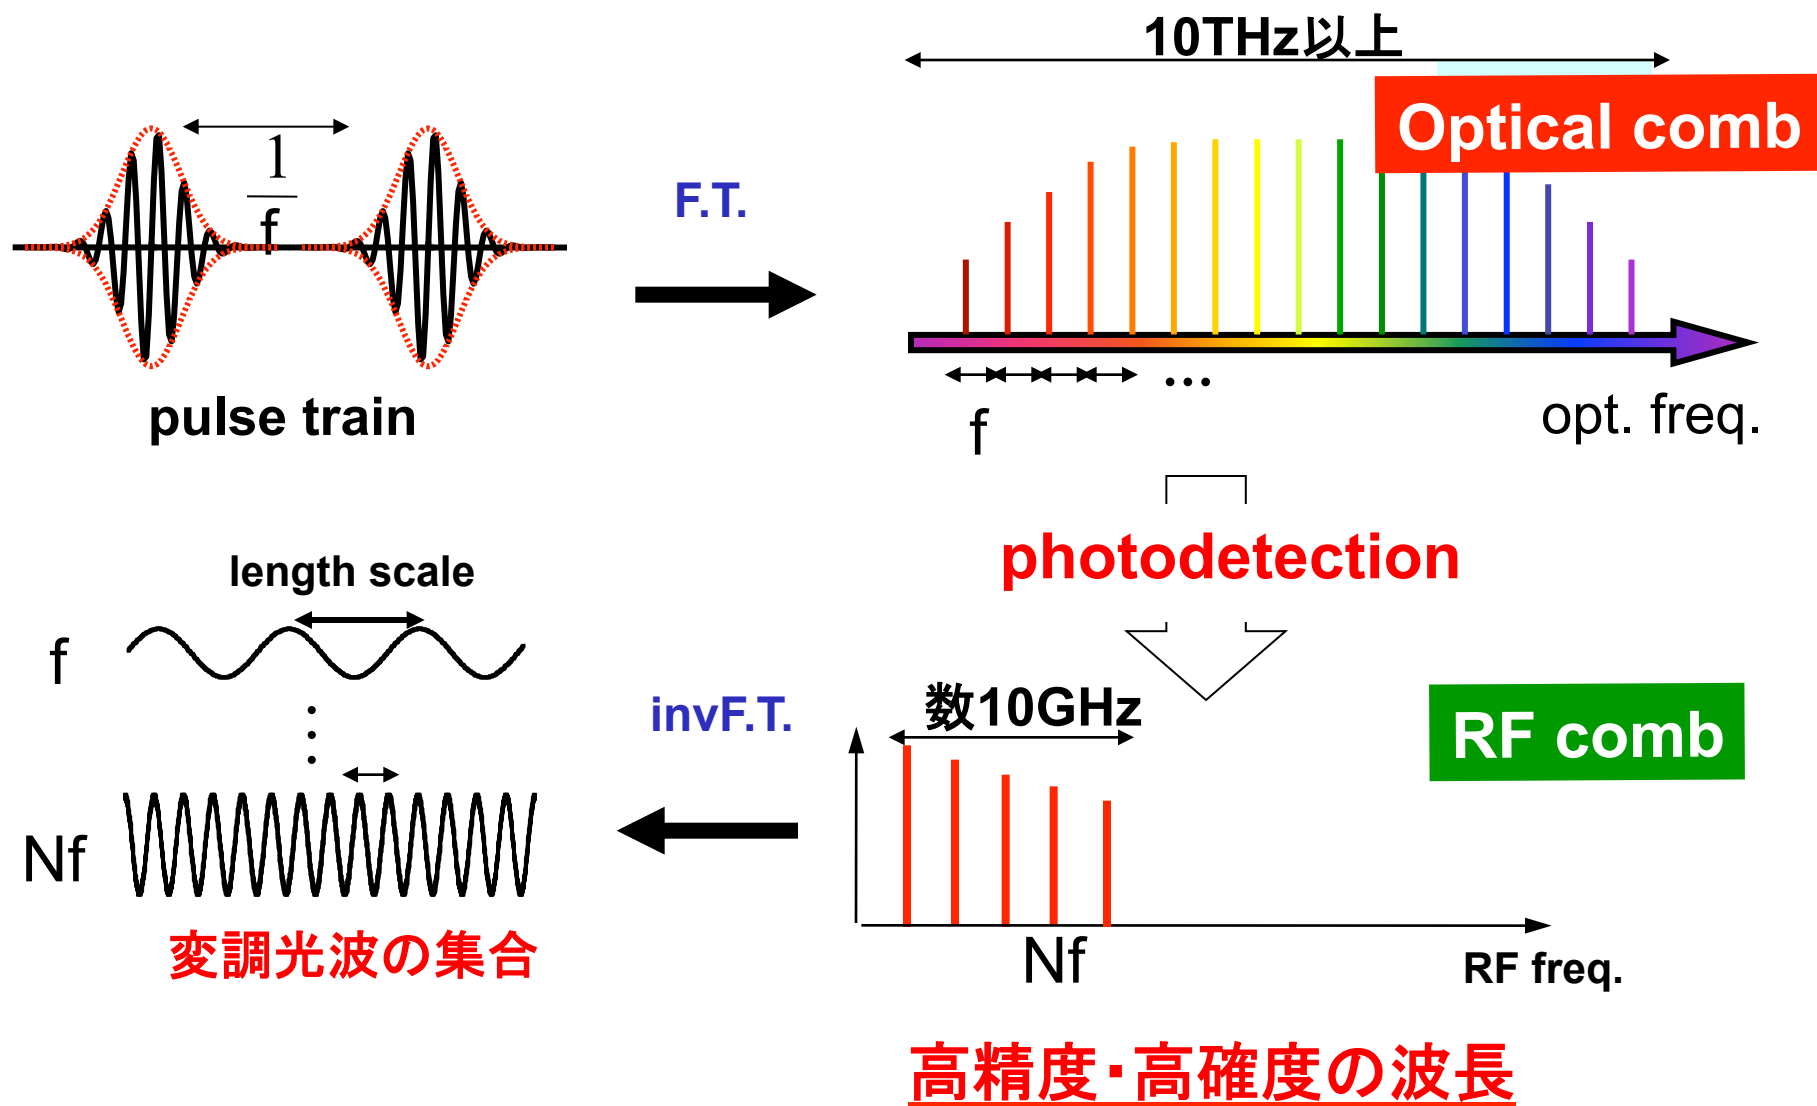 10THz以上
Optical comb
1
f
F.T.
pulse train
...
f
opt. freq.
photodetection
length scale
f
数10GHz
invF.T.
RF comb
Nf
変調光波の集合
Nf
RF freq.
高精度・高確度の波長